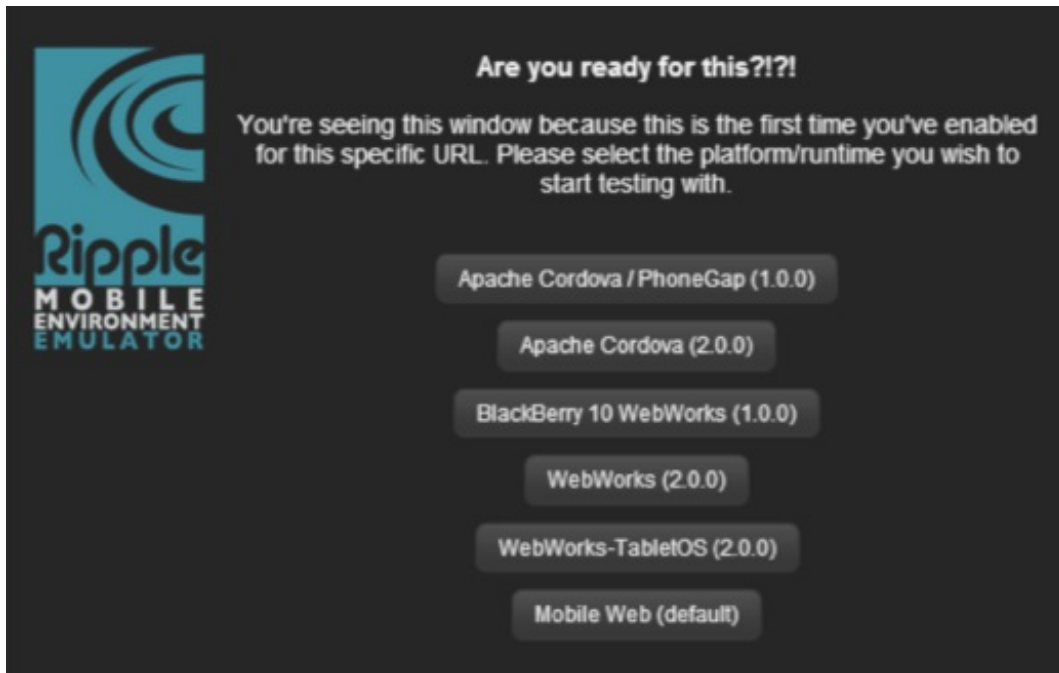 Ripple
MOBILE
ENVIRONMENT
EMULATOR
Are you ready for this?!?!
You're seeing this window because this is the first time you've enabled
for this specific URL. Please select the platform/runtime you wish to
start testing with.
Apache Cordova / PhoneGap (1.0.0)
Apache Cordova (2.0.0)
BlackBerry 10 WebWorks (1.0.0)
WebWorks (2.0.0)
WebWorks-TabletOS (2.0.0)
Mobile Web (default)